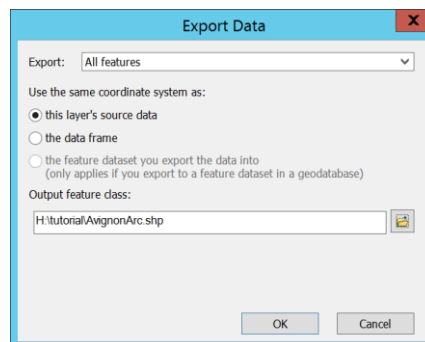 Export Data
X
Export: All features
Use the same coordinate system as:
this layer's source data
the data frame
the feature dataset you export the data into
(only applies if you export to a feature dataset in a geodatabase)
Output feature class:
H:\tutorial\AvignonArc.shp
OK Cancel